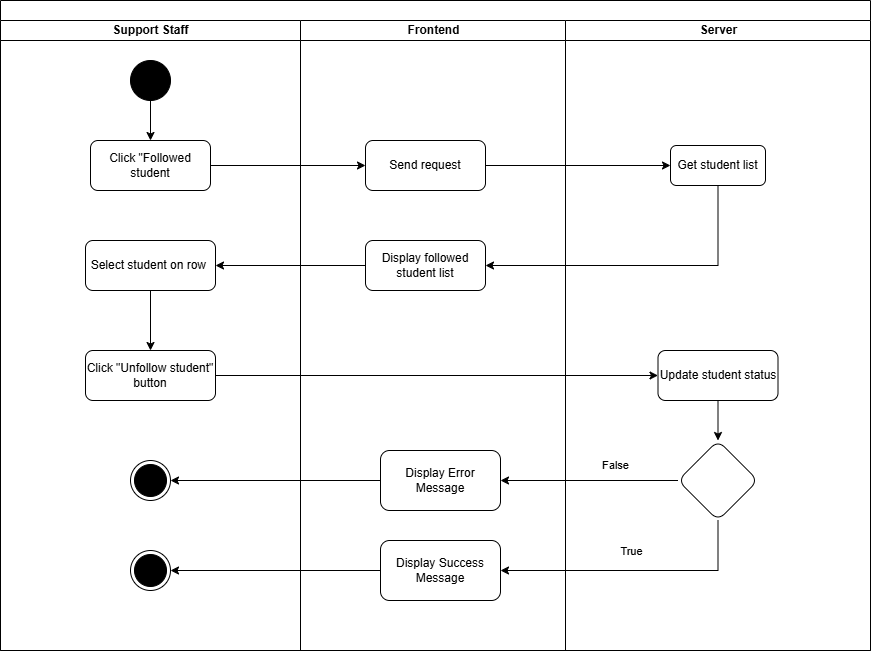 Support Staff
Frontend
Server
Click "Followed
student
Send request
Get student list
Select student on row
Display followed
student list
Click "Unfollow student"
button
Update student status
Display Error
Message
False
Display Success
Message
True